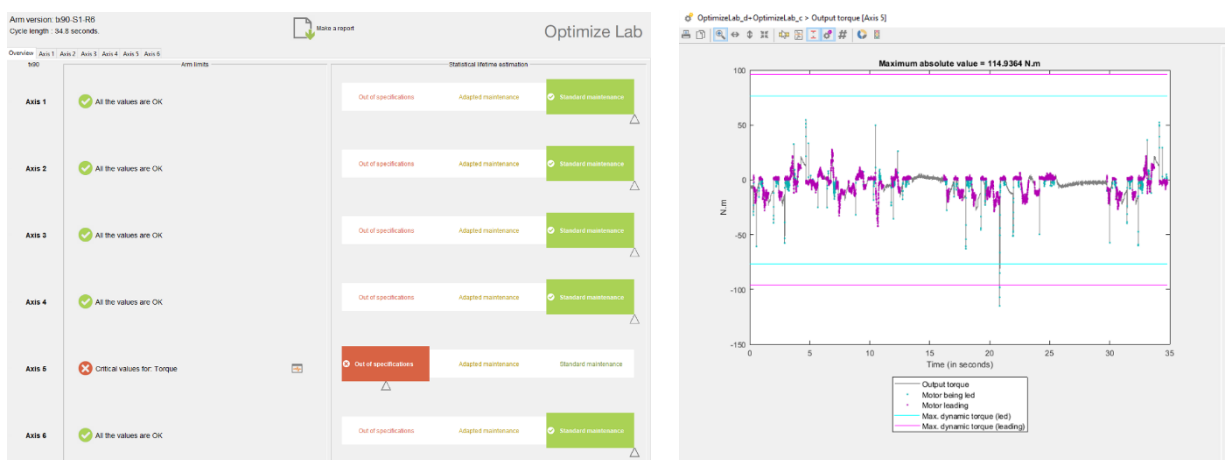 Arm version: tx90-S1-R6
Cycle length : 34.8 seconds.
Make a report
Optimize Lab
Overview Axis 1 Axis 2 Axis 3 Axis 4 Axis 5 Axis 6
tx90 Arm limits Statistical lifetime estimation
Axis 1 All the values are OK Out of specifications Adapted maintenance Standard maintenance
Axis 2 All the values are OK Out of specifications Adapted maintenance Standard maintenance
Axis 3 All the values are OK Out of specifications Adapted maintenance Standard maintenance
Axis 4 All the values are OK Out of specifications Adapted maintenance Standard maintenance
Axis 5 Critical values for: Torque Out of specifications Adapted maintenance Standard maintenance
Axis 6 All the values are OK Out of specifications Adapted maintenance Standard maintenance
OptimizeLab_d+OptimizeLab_c > Output torque [Axis 5]
Maximum absolute value = 114.9364 N.m
100
50
0
-50
-100
-150
N.m
0 5 10 15 20 25 30 35
Time (in seconds)
Output torque
Motor being led
Motor leading
Max. dynamic torque (led)
Max. dynamic torque (leading)